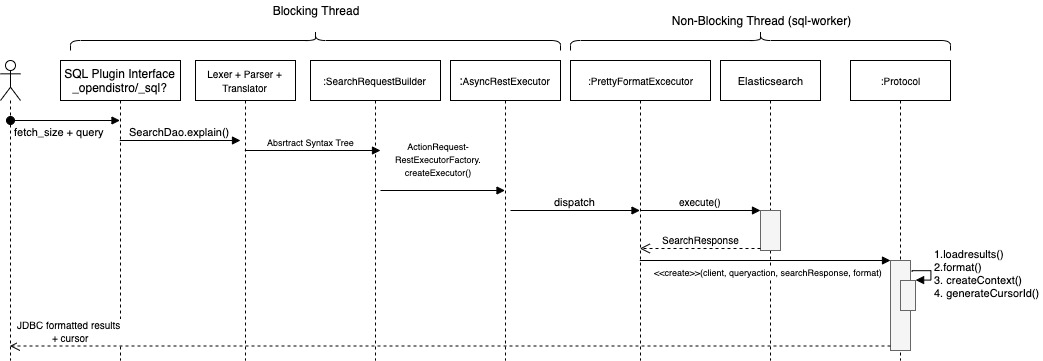 Blocking Thread
Non-Blocking Thread (sql-worker)
SQL Plugin Interface
_opendistro/_sql?
Lexer + Parser +
Translator
:SearchRequestBuilder
:AsyncRestExecutor
:PrettyFormatExcecutor
Elasticsearch
:Protocol
fetch_size + query
SearchDao.explain()
Absrtract Syntax Tree
ActionRequest-
RestExecutorFactory.
createExecutor()
dispatch
execute()
SearchResponse
<<create>>(client, queryaction, searchResponse, format)
1.loadresults()
2.format()
3. createContext()
4. generateCursorId()
JDBC formatted results
+ cursor